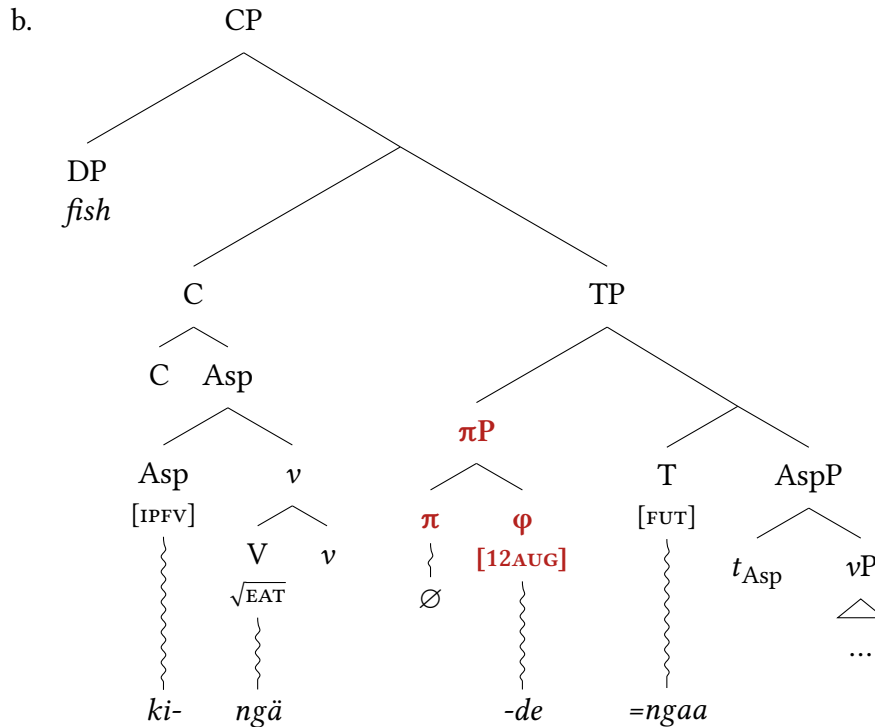 b. CP
DP
fish
C TP
C Asp
πP
Asp v T AspP
[IPFV] [FUT]
π φ
V v [12AUG] t_Asp vP
√EAT ∅
...
ki- ngä -de =ngaa